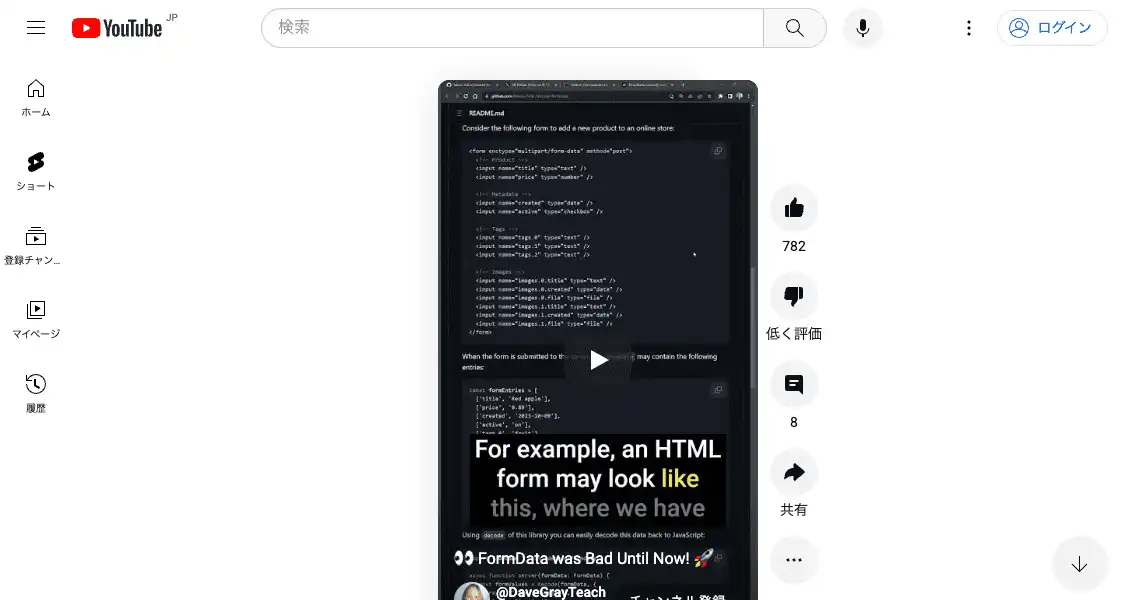 YouTube JP
検索
ログイン
ホーム
ショート
登録チャン...
マイページ
履歴
README.md
Consider the following form to add a new product to an online store:
<form enctype="multipart/form-data" method="post">
<!-- Product -->
<input name="title" type="text" />
<input name="price" type="number" />
<!-- Metadata -->
<input name="created" type="date" />
<input name="active" type="checkbox" />
<!-- Tags -->
<input name="tags.0" type="text" />
<input name="tags.1" type="text" />
<input name="tags.2" type="text" />
<!-- Images -->
<input name="images.0.title" type="text" />
<input name="images.0.created" type="date" />
<input name="images.0.file" type="file" />
<input name="images.1.title" type="text" />
<input name="images.1.created" type="date" />
<input name="images.1.file" type="file" />
</form>
When the form is submitted to the may contain the following
entries:
const formEntries = [
['title', 'Red apple'],
['price', '0.89'],
['created', '2023-10-09'],
['active', 'on'],
For example, an HTML
form may look like
this, where we have
Using decode of this library you can easily decode this data back to JavaScript:
👀 FormData was Bad Until Now! 🚀
async function server(formData: FormData) {
@DaveGrayTeach
チャンネル登録
782
低く評価
8
共有